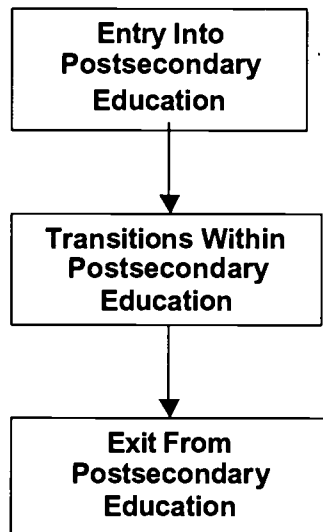 Entry Into
Postsecondary
Education
Transitions Within
Postsecondary
Education
Exit From
Postsecondary
Education